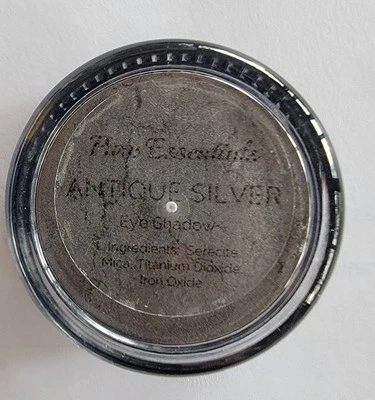 Pure Essentials
ANTIQUE SILVER
Eye Shadow
Ingredients: Serecite
Mica, Titanium Dioxide
Iron Oxide